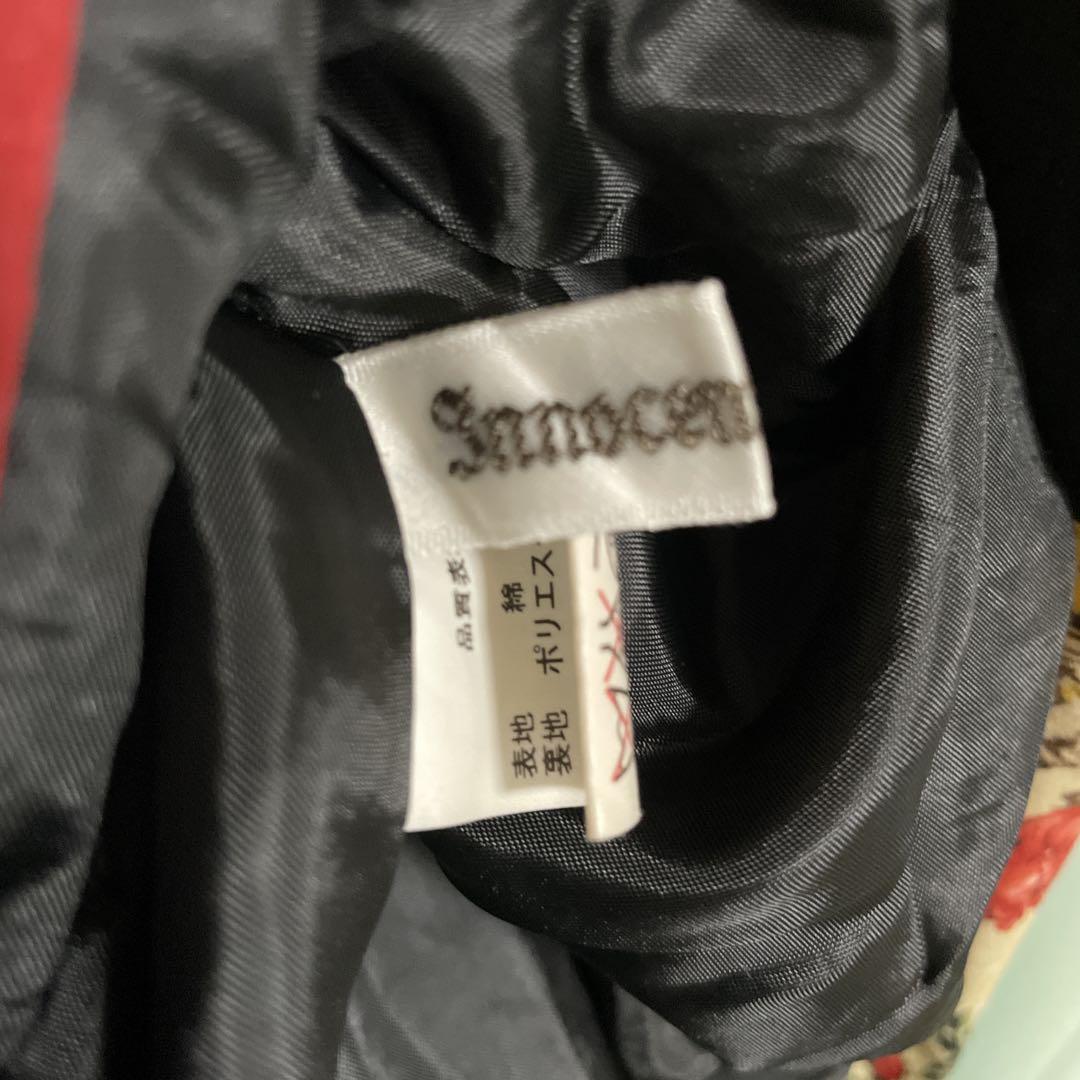 Innocen
品質表
表地 綿
裏地 ポリエス